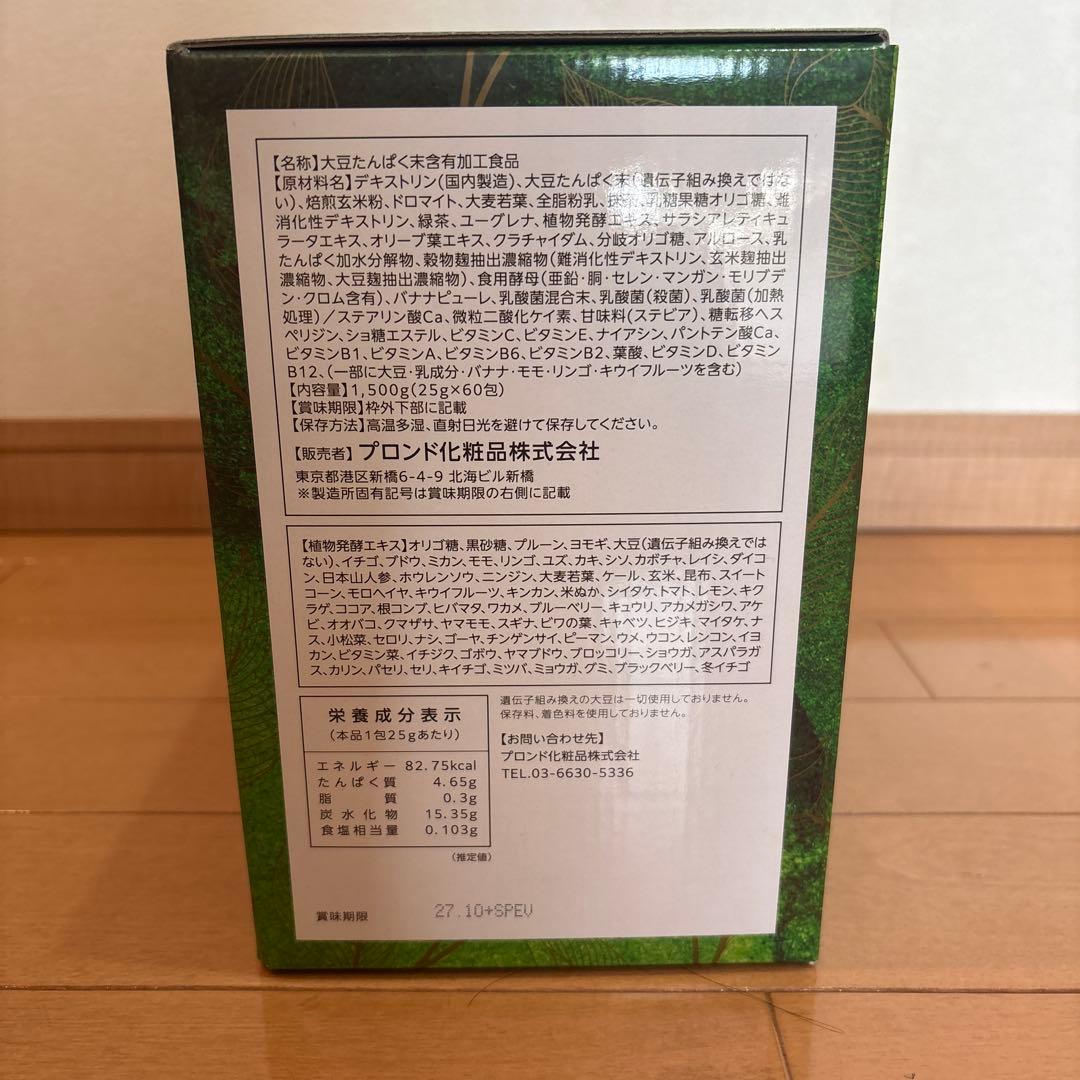 【名称】大豆たんぱく末含有加工食品
【原材料名】デキストリン(国内製造)、大豆たんぱく末(遺伝子組み換えではな
い)、焙煎玄米粉、ドロマイト、大麦若葉、全脂粉乳、抹茶、乳糖果糖オリゴ糖、難
消化性デキストリン、緑茶、ユーグレナ、植物発酵エキス、サラシアレティキュ
ラータエキス、オリーブ葉エキス、クラチャイダム、分岐オリゴ糖、アルロース、乳
たんぱく加水分解物、穀物麹抽出濃縮物(難消化性デキストリン、玄米麹抽出
濃縮物、大豆麹抽出濃縮物)、食用酵母(亜鉛・胴・セレン・マンガン・モリブデ
ン・クロム含有)、バナナピューレ、乳酸菌混合末、乳酸菌(殺菌)、乳酸菌(加熱
処理)／ステアリン酸Ca、微粒二酸化ケイ素、甘味料(ステビア)、糖転移ヘス
ペリジン、ショ糖エステル、ビタミンC、ビタミンE、ナイアシン、パントテン酸Ca、
ビタミンB1、ビタミンA、ビタミンB6、ビタミンB2、葉酸、ビタミンD、ビタミン
B12、(一部に大豆・乳成分・バナナ・モモ・リンゴ・キウイフルーツを含む)
【内容量】1,500g(25g×60包)
【賞味期限】枠外下部に記載
【保存方法】高温多湿、直射日光を避けて保存してください。
【販売者】プロンド化粧品株式会社
東京都港区新橋6-4-9 北海ビル新橋
※製造所固有記号は賞味期限の右側に記載
【植物発酵エキス】オリゴ糖、黒砂糖、プルーン、ヨモギ、大豆(遺伝子組み換えでは
ない)、イチゴ、ブドウ、ミカン、モモ、リンゴ、ユズ、カキ、シソ、カボチャ、レイシ、ダイコ
ン、日本山人参、ホウレンソウ、ニンジン、大麦若葉、ケール、玄米、昆布、スイート
コーン、モロヘイヤ、キウイフルーツ、キンカン、米ぬか、シイタケ、トマト、レモン、キク
ラゲ、ココア、根コンブ、ヒバマタ、ワカメ、ブルーベリー、キュウリ、アカメガシワ、アケ
ビ、オオバコ、クマザサ、ヤマモモ、スギナ、ビワの葉、キャベツ、ヒジキ、マイタケ、ナ
ス、小松菜、セロリ、ナシ、ゴーヤ、チンゲンサイ、ピーマン、ウメ、ウコン、レンコン、イヨ
カン、ビタミン菜、イチジク、ゴボウ、ヤマブドウ、ブロッコリー、ショウガ、アスパラガ
ス、カリン、パセリ、セリ、キイチゴ、ミツバ、ミョウガ、グミ、ブラックベリー、冬イチゴ
遺伝子組み換えの大豆は一切使用しておりません。
保存料、着色料を使用しておりません。
【お問い合わせ先】
プロンド化粧品株式会社
TEL.03-6630-5336
栄養成分表示
(本品1包25gあたり)
エネルギー 82.75kcal
たんぱく質 4.65g
脂質 0.3g
炭水化物 15.35g
食塩相当量 0.103g
(推定値)
賞味期限 27.10+SPEV